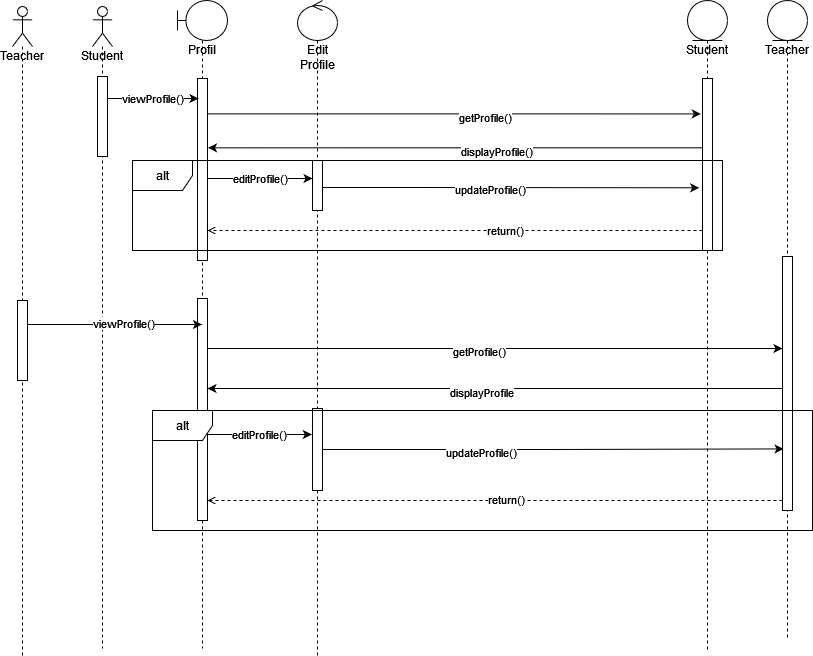 Teacher
Student
Profil
Edit
Profile
Student
Teacher
viewProfile()
getProfile()
displayProfile()
alt
editProfile()
updateProfile()
return()
viewProfile()
getProfile()
displayProfile
alt
editProfile()
updateProfile()
return()